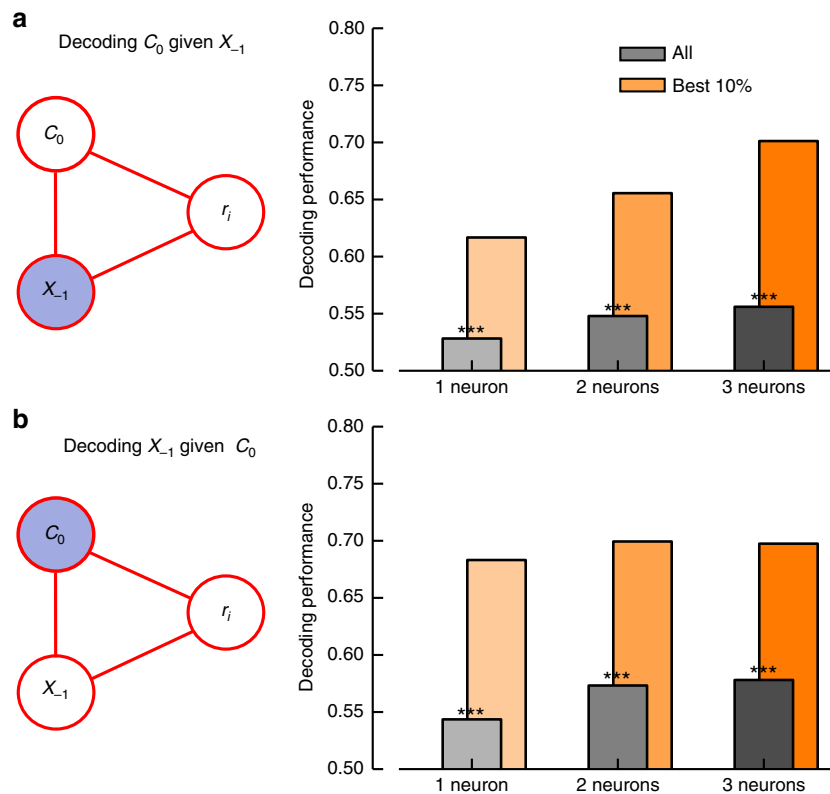 a
Decoding C₀ given X₋₁
C₀
rᵢ
X₋₁
Decoding performance
0.80
0.75
0.70
0.65
0.60
0.55
0.50
All
Best 10%
***
***
***
1 neuron
2 neurons
3 neurons
b
Decoding X₋₁ given C₀
C₀
rᵢ
X₋₁
Decoding performance
0.80
0.75
0.70
0.65
0.60
0.55
0.50
***
***
***
1 neuron
2 neurons
3 neurons